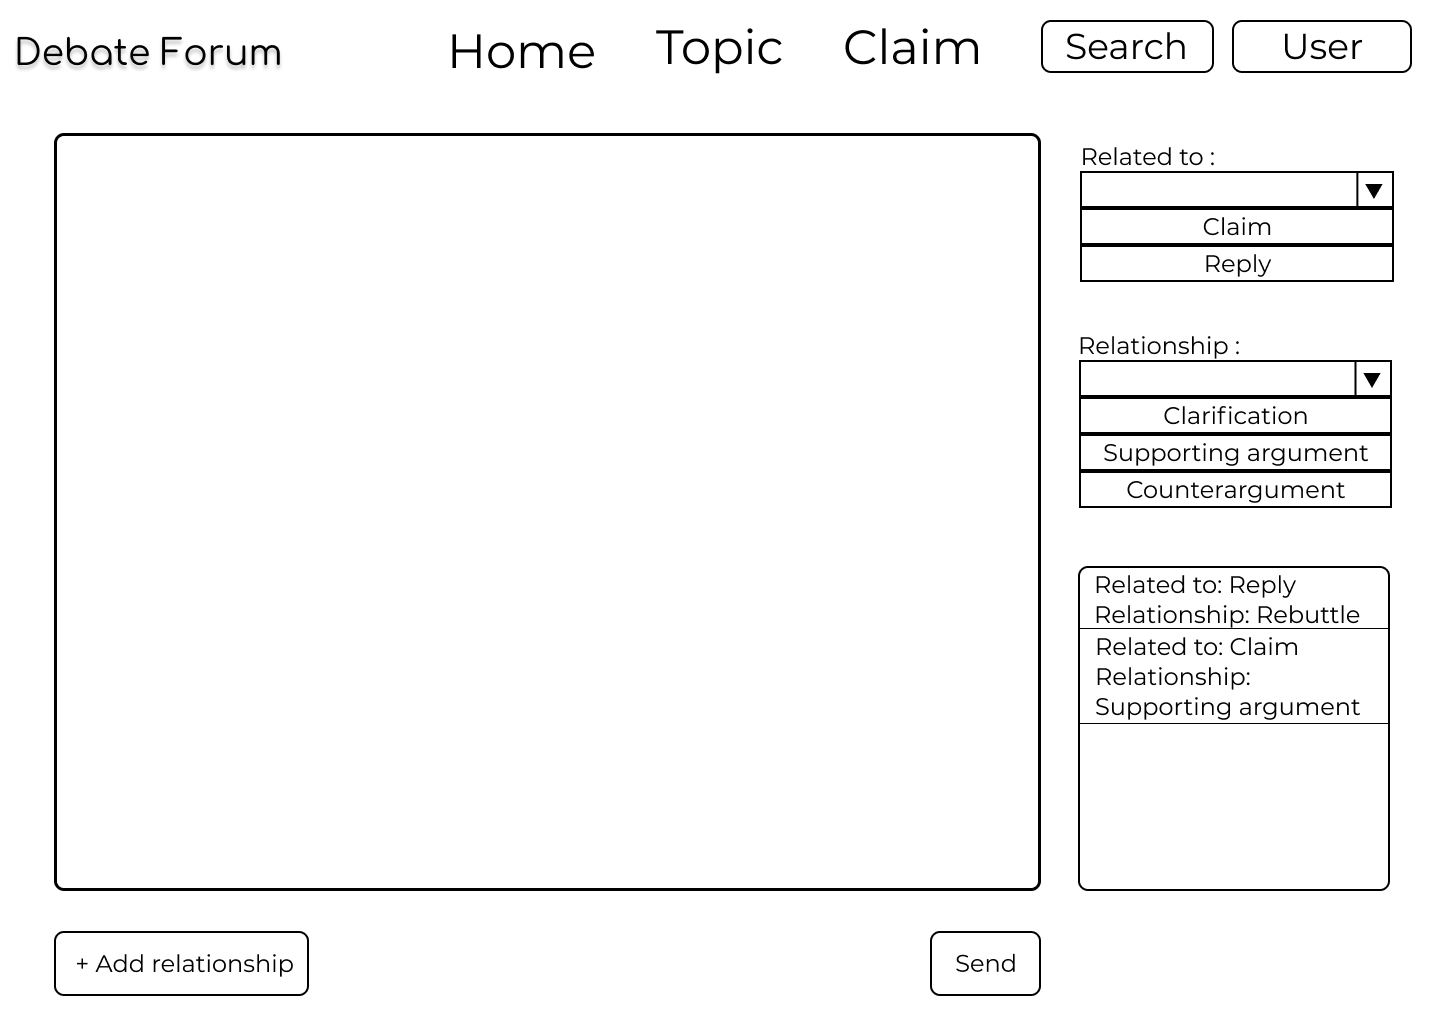 Debate Forum
Home
Topic
Claim
Search
User
Related to :
▼
Claim
Reply
Relationship :
▼
Clarification
Supporting argument
Counterargument
Related to: Reply
Relationship: Rebuttle
Related to: Claim
Relationship:
Supporting argument
+ Add relationship
Send